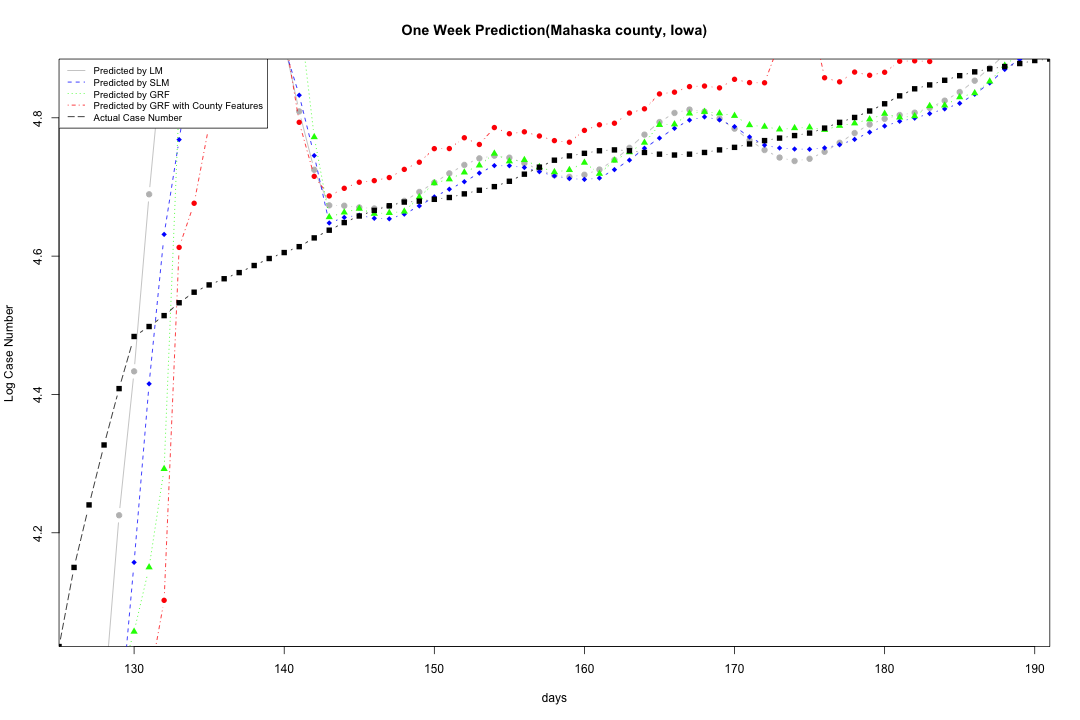 One Week Prediction(Mahaska county, Iowa)
Predicted by LM
Predicted by SLM
Predicted by GRF
Predicted by GRF with County Features
Actual Case Number
4.8
4.6
4.4
4.2
Log Case Number
130 140 150 160 170 180 190
days